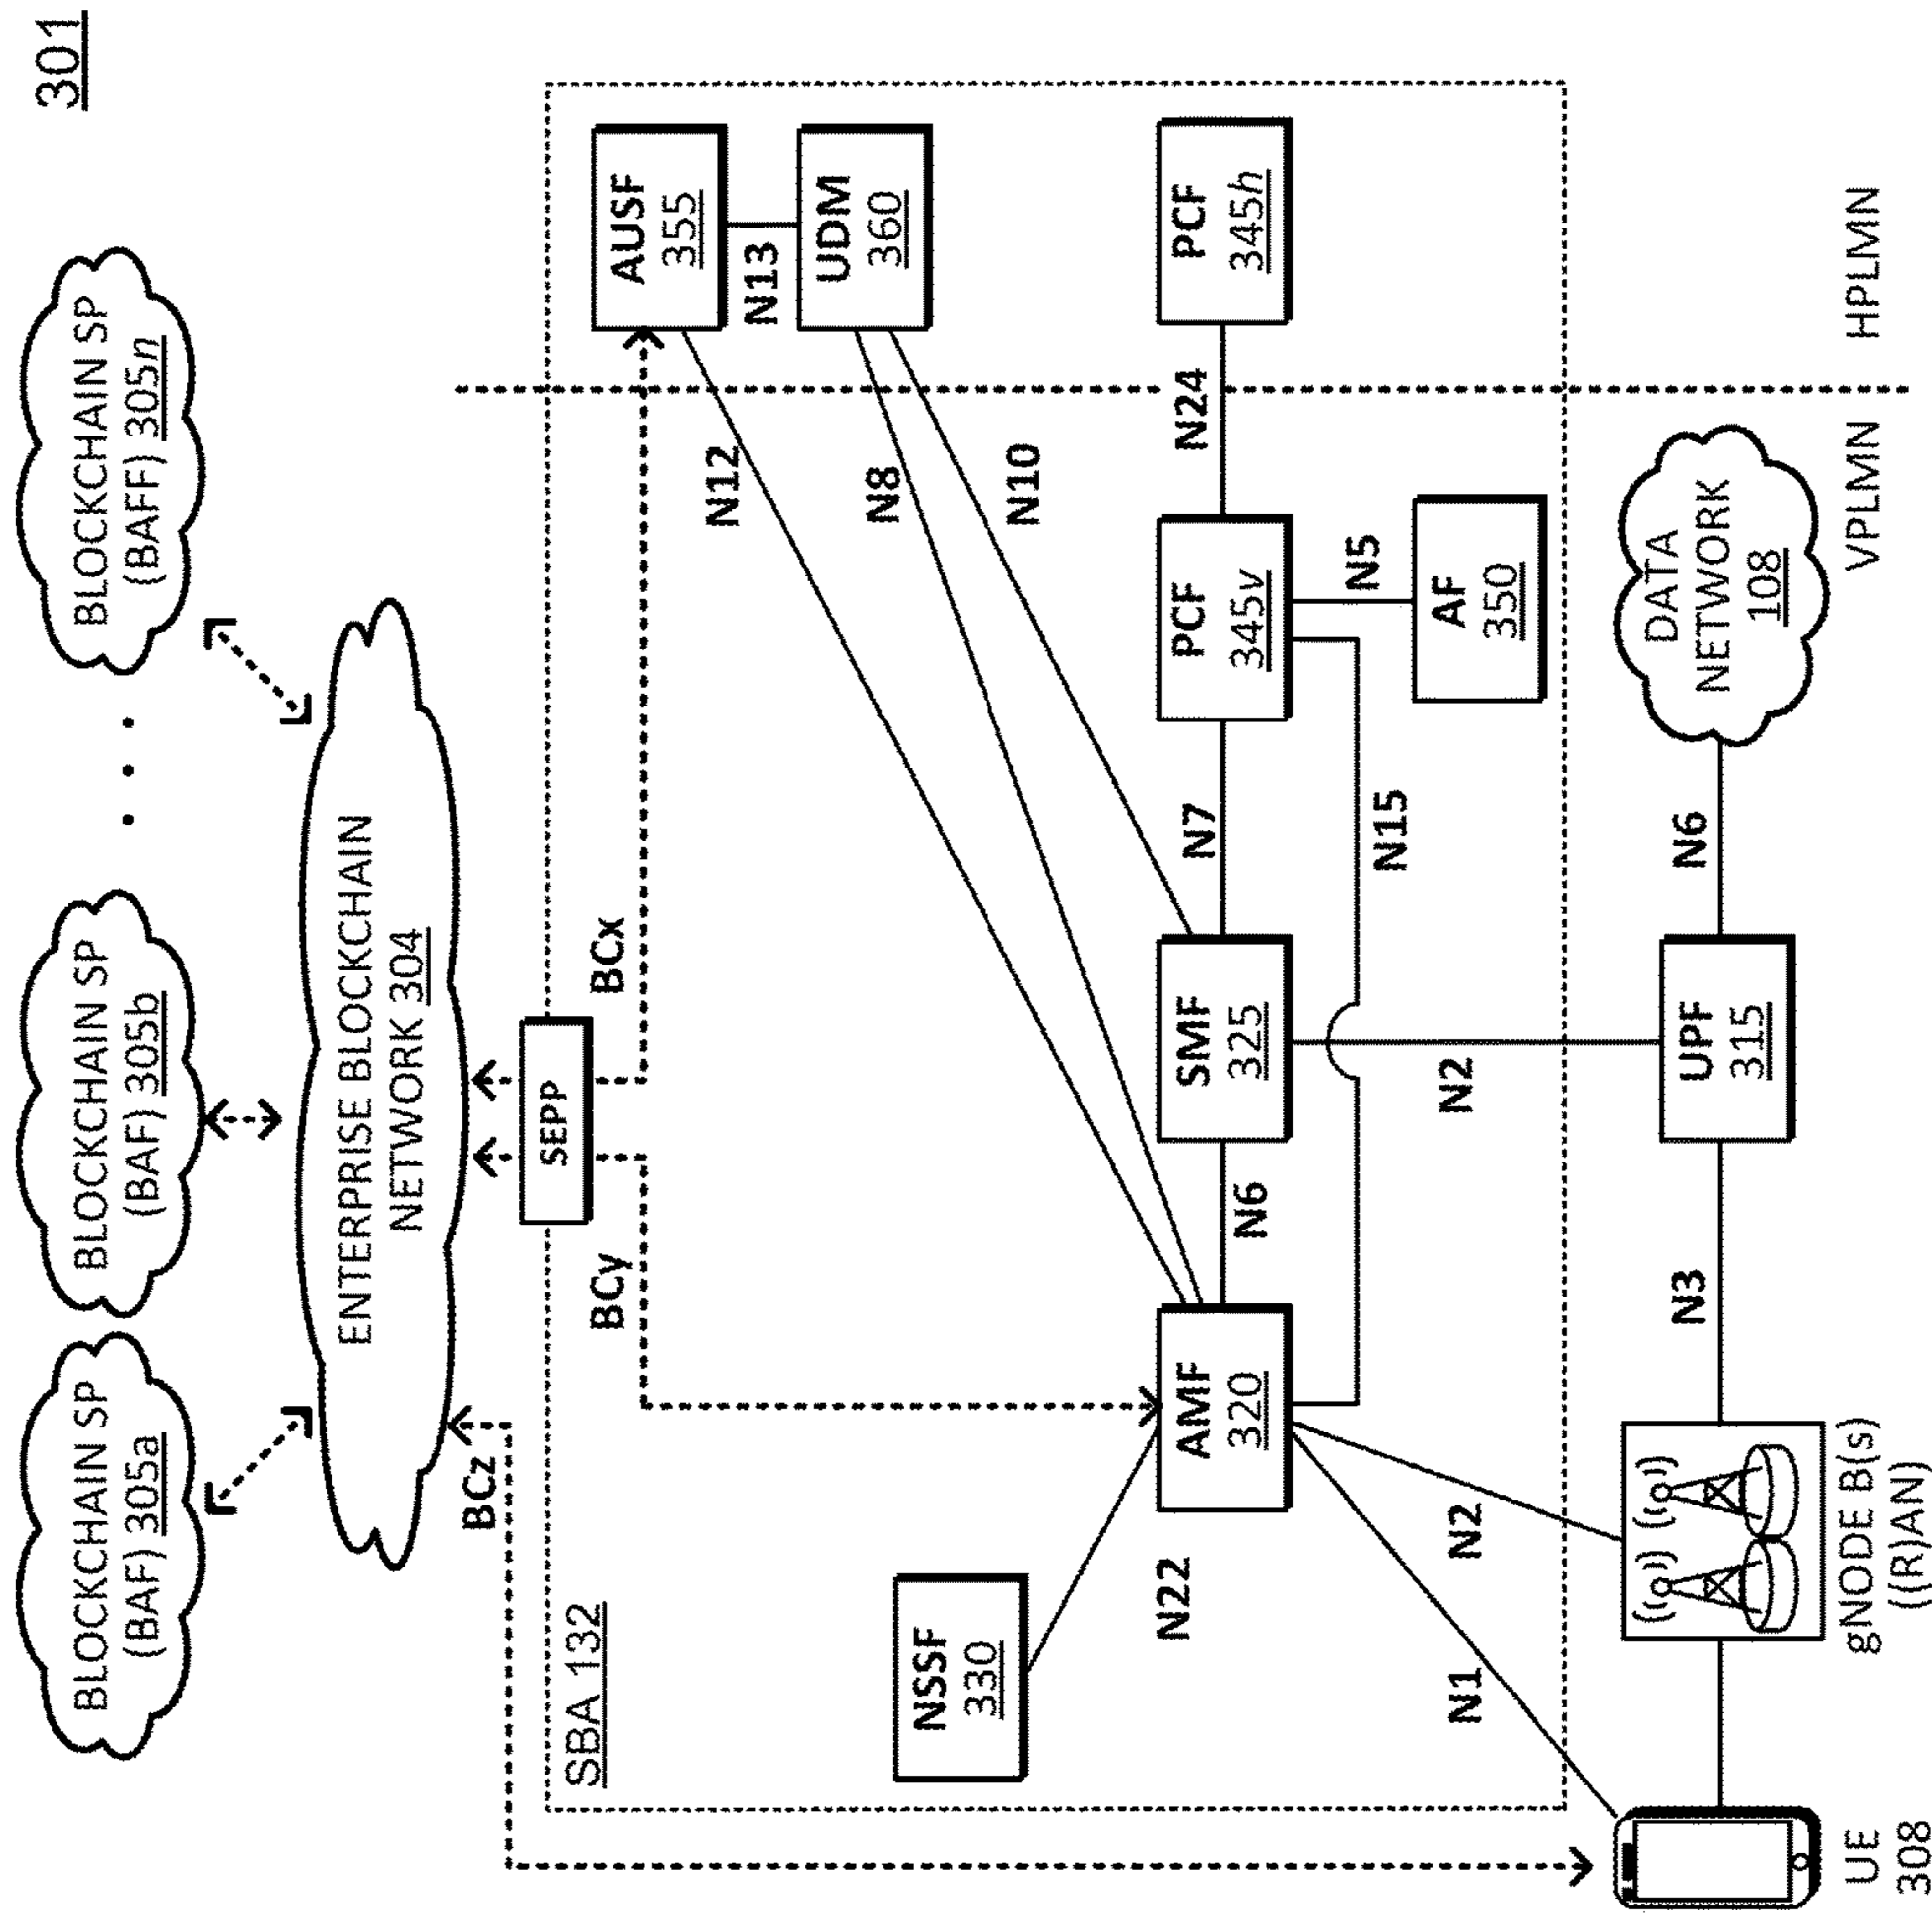 301
BLOCKCHAIN SP
(BAF) 305a
BLOCKCHAIN SP
(BAF) 305b
. . .
BLOCKCHAIN SP
(BAFF) 305n
ENTERPRISE BLOCKCHAIN
NETWORK 304
BCz
SEPP
SBA 132
BCy
BCx
AUSF
355
N13
UDM
360
N12
N8
N10
NSSF
330
N22
AMF
320
N6
SMF
325
N7
PCF
345v
N24
PCF
345h
N15
N5
AF
350
N1
N2
N2
UE
308
gNODE B(s)
((R)AN)
N3
UPF
315
N6
DATA
NETWORK
108
VPLMN
HPLMN